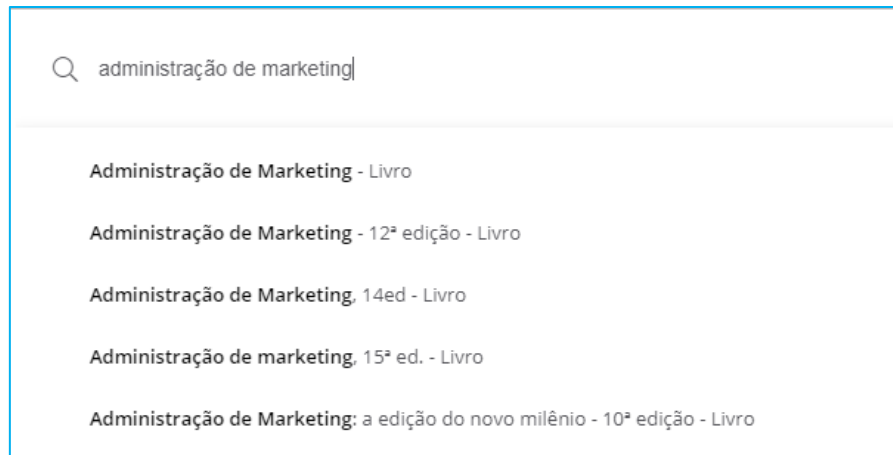 administração de marketing
Administração de Marketing - Livro
Administração de Marketing - 12ª edição - Livro
Administração de Marketing, 14ed - Livro
Administração de marketing, 15ª ed. - Livro
Administração de Marketing: a edição do novo milênio - 10ª edição - Livro